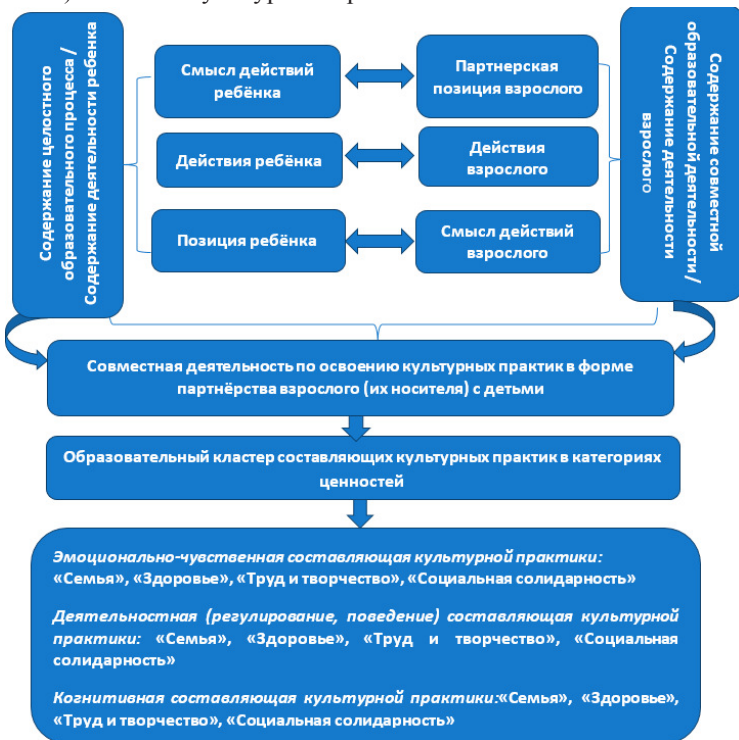 Содержание целостного
образовательного процесса /
Содержание деятельности ребенка
Смысл действий
ребёнка
Партнерская
позиция взрослого
Действия ребёнка
Действия
взрослого
Позиция ребёнка
Смысл действий
взрослого
Содержание совместной
образовательной деятельности /
Содержание деятельности
взрослого
Совместная деятельность по освоению культурных практик в форме
партнёрства взрослого (их носителя) с детьми
Образовательный кластер составляющих культурных практик в категориях
ценностей
Эмоционально-чувственная составляющая культурной практики:
«Семья», «Здоровье», «Труд и творчество», «Социальная солидарность»
Деятельностная (регулирование, поведение) составляющая культурной
практики: «Семья», «Здоровье», «Труд и творчество», «Социальная
солидарность»
Когнитивная составляющая культурной практики:«Семья», «Здоровье»,
«Труд и творчество», «Социальная солидарность»